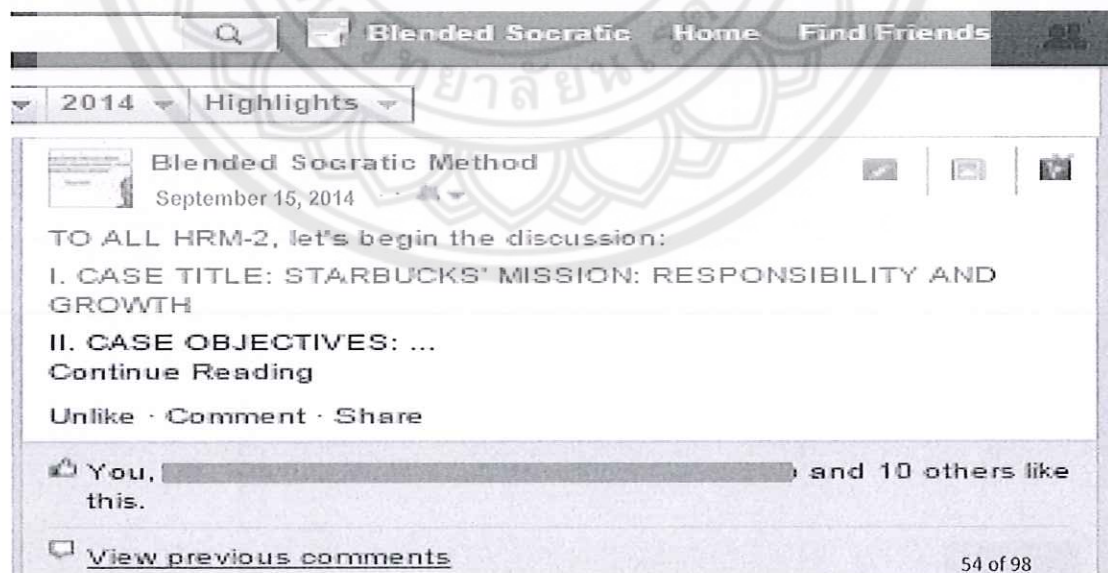 Blended Socratic Home Find Friends
2014 Highlights
Blended Socratic Method
September 15, 2014
TO ALL HRM-2, let's begin the discussion:
I. CASE TITLE: STARBUCKS' MISSION: RESPONSIBILITY AND
GROWTH
II. CASE OBJECTIVES: ...
Continue Reading
Unlike · Comment · Share
You, and 10 others like
this.
View previous comments
54 of 98